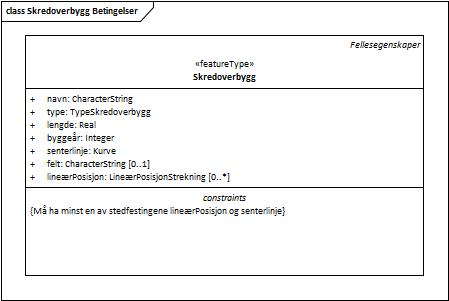 class Skredoverbygg Betingelser
Fellesegenskaper
«featureType»
Skredoverbygg
+ navn: CharacterString
+ type: TypeSkredoverbygg
+ lengde: Real
+ byggeår: Integer
+ senterlinje: Kurve
+ felt: CharacterString [0..1]
+ lineærPosisjon: LineærPosisjonStrekning [0..*]
constraints
{Må ha minst en av stedfestingene lineærPosisjon og senterlinje}